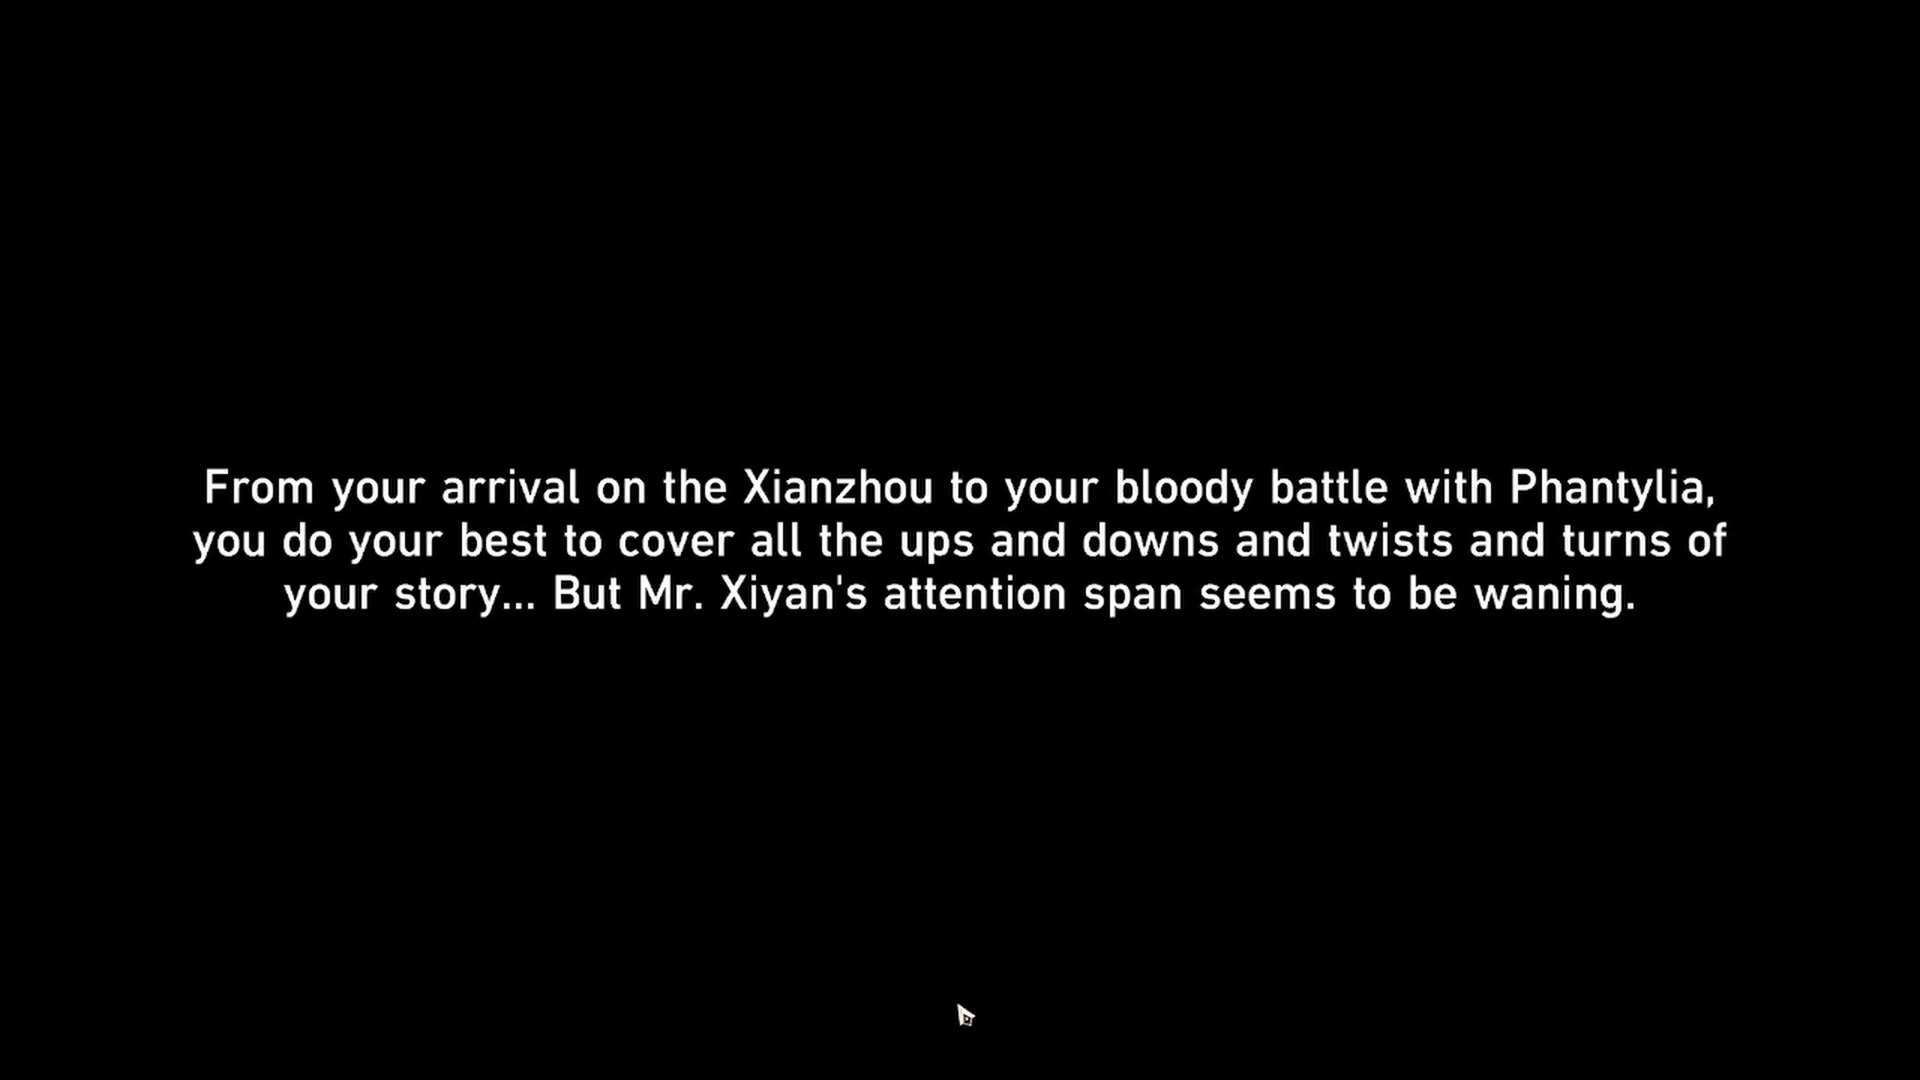 From your arrival on the Xianzhou to your bloody battle with Phantylia,
you do your best to cover all the ups and downs and twists and turns of
your story... But Mr. Xiyan's attention span seems to be waning.